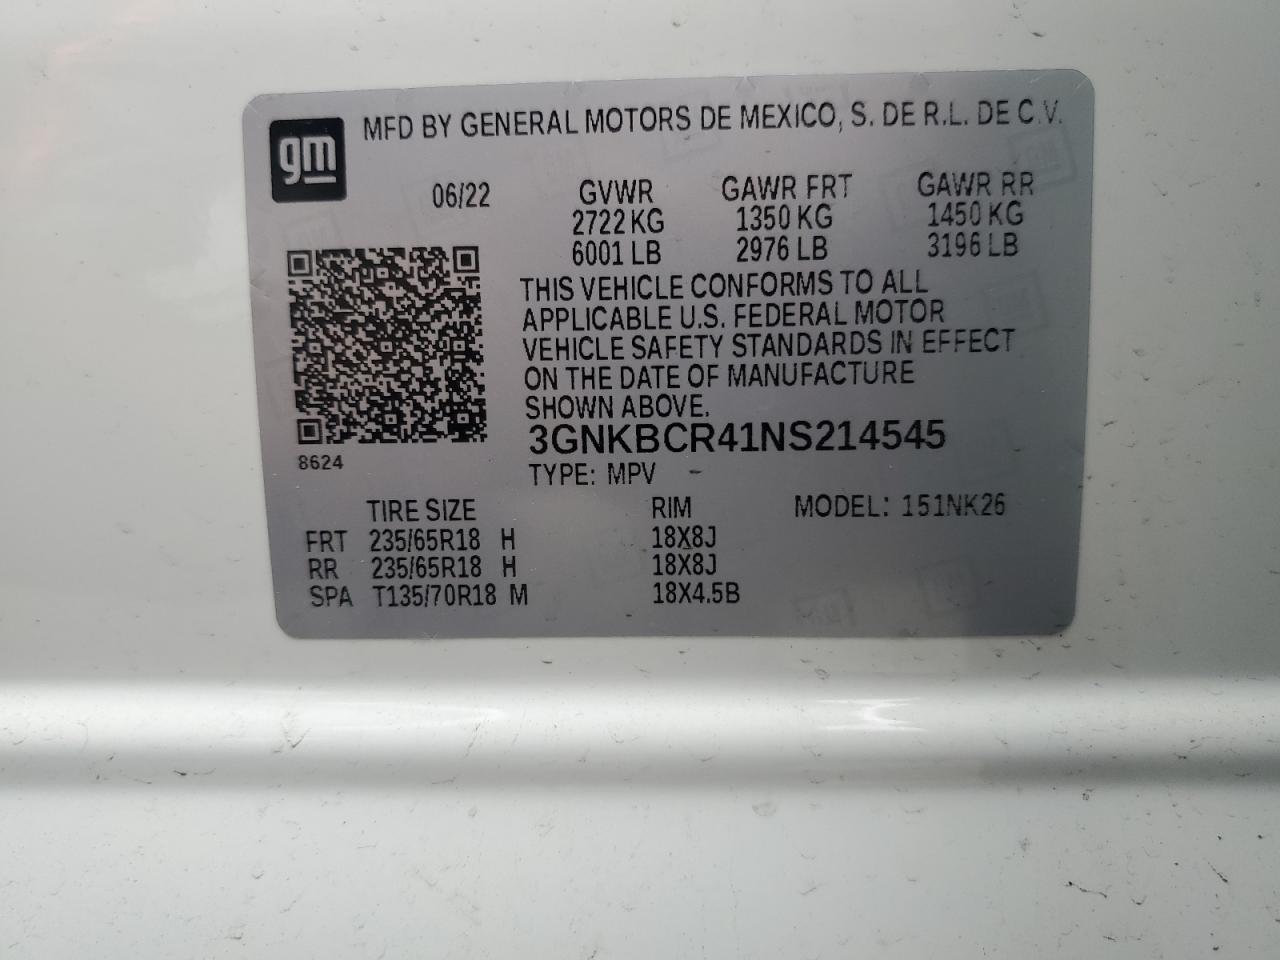 gm
MFD BY GENERAL MOTORS DE MEXICO, S. DE R.L. DE C.V.
06/22 GVWR GAWR FRT GAWR RR
2722 KG 1350 KG 1450 KG
6001 LB 2976 LB 3196 LB
THIS VEHICLE CONFORMS TO ALL
APPLICABLE U.S. FEDERAL MOTOR
VEHICLE SAFETY STANDARDS IN EFFECT
ON THE DATE OF MANUFACTURE
SHOWN ABOVE.
3GNKBCR41NS214545
8624
TYPE: MPV -
TIRE SIZE RIM MODEL: 151NK26
FRT 235/65R18 H 18X8J
RR 235/65R18 H 18X8J
SPA T135/70R18 M 18X4.5B